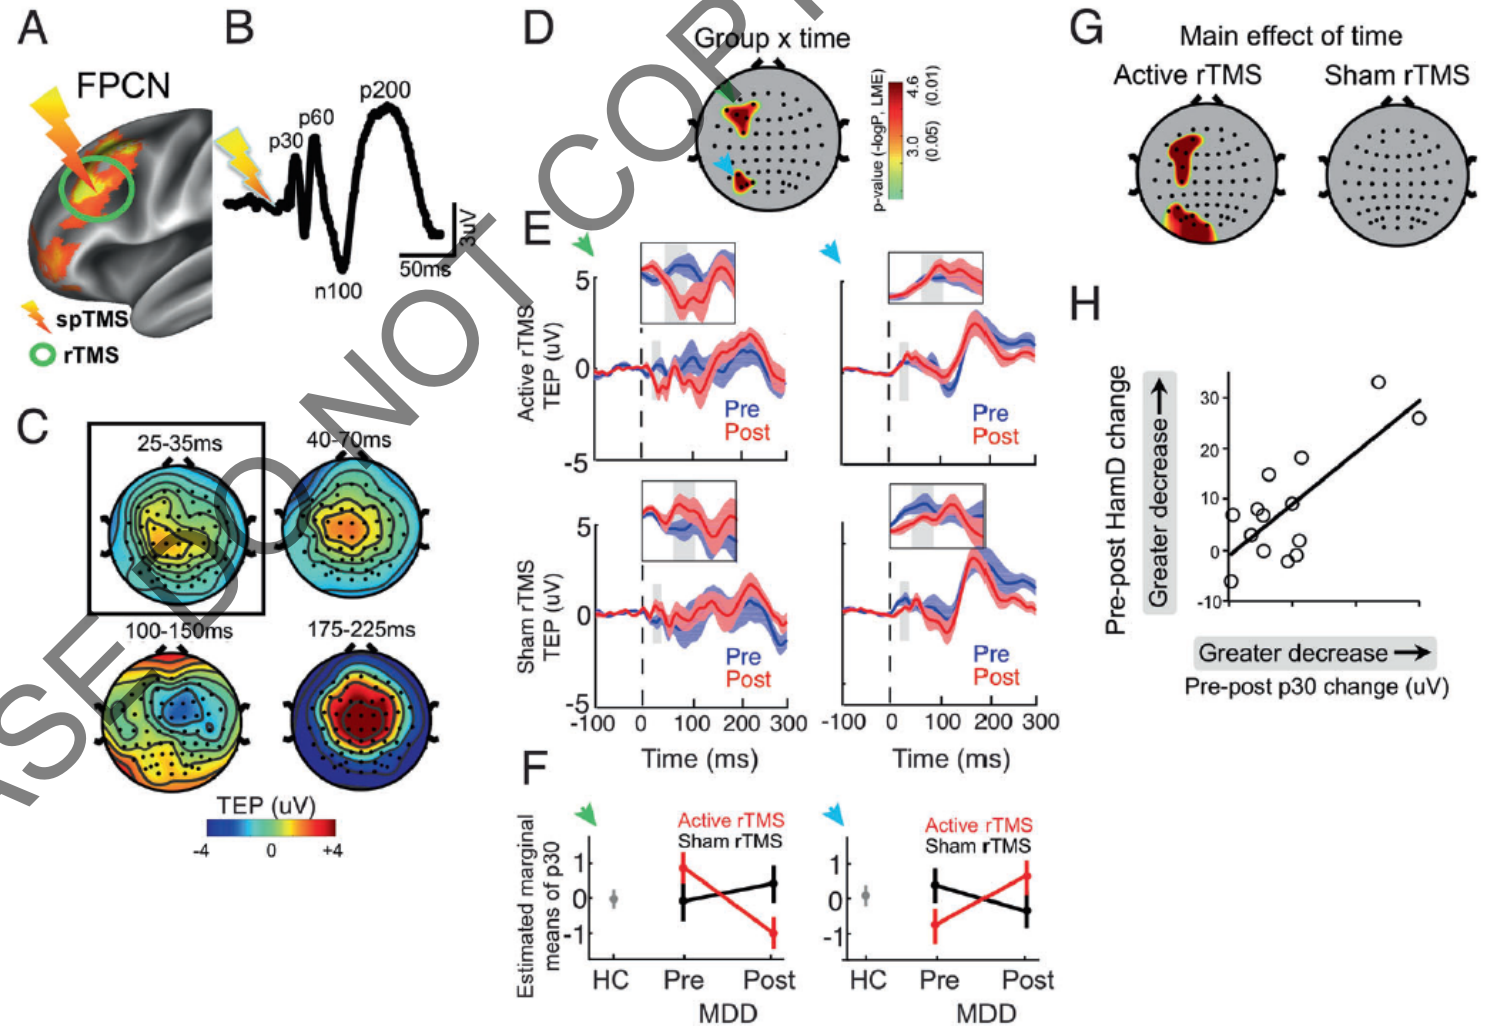 A
FPCN
spTMS
rTMS
B
p30
p60
p200
n100
3uV
50ms
C
25-35ms
40-70ms
100-150ms
175-225ms
TEP (uV)
-4
0
+4
D
Group x time
p-value (-logP, LME)
3.0
4.6
(0.05)
(0.01)
E
Active rTMS
TEP (uV)
5
0
-5
Pre
Post
Pre
Post
Sham rTMS
TEP (uV)
5
0
-5
Pre
Post
Pre
Post
-100
0
100
200
300
-100
0
100
200
300
Time (ms)
Time (ms)
F
Estimated marginal
means of p30
Active rTMS
Sham rTMS
1
0
-1
HC
Pre
Post
MDD
Active rTMS
Sham rTMS
1
0
-1
HC
Pre
Post
MDD
G
Main effect of time
Active rTMS
Sham rTMS
H
Pre-post HamD change
Greater decrease
30
20
10
0
-10
Greater decrease
Pre-post p30 change (uV)
DO NOT COP